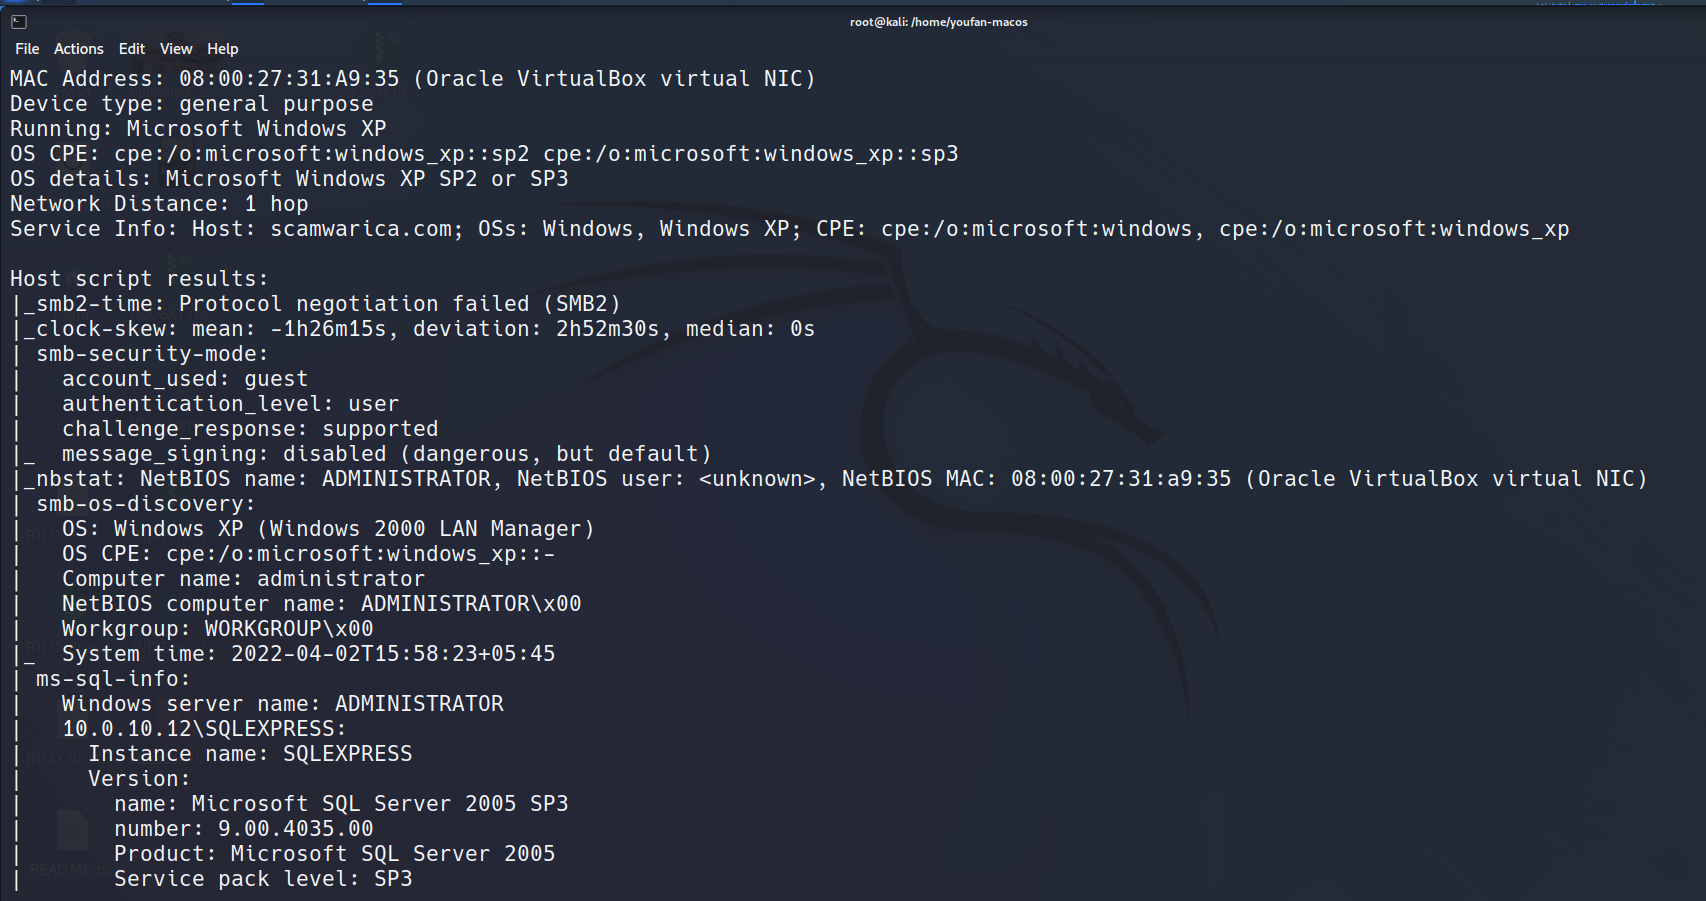 root@kali: /home/youfan-macos
File Actions Edit View Help
MAC Address: 08:00:27:31:A9:35 (Oracle VirtualBox virtual NIC)
Device type: general purpose
Running: Microsoft Windows XP
OS CPE: cpe:/o:microsoft:windows_xp::sp2 cpe:/o:microsoft:windows_xp::sp3
OS details: Microsoft Windows XP SP2 or SP3
Network Distance: 1 hop
Service Info: Host: scamwarica.com; OSs: Windows, Windows XP; CPE: cpe:/o:microsoft:windows, cpe:/o:microsoft:windows_xp
Host script results:
|_smb2-time: Protocol negotiation failed (SMB2)
|_clock-skew: mean: -1h26m15s, deviation: 2h52m30s, median: 0s
| smb-security-mode:
|   account_used: guest
|   authentication_level: user
|   challenge_response: supported
|_  message_signing: disabled (dangerous, but default)
|_nbstat: NetBIOS name: ADMINISTRATOR, NetBIOS user: <unknown>, NetBIOS MAC: 08:00:27:31:a9:35 (Oracle VirtualBox virtual NIC)
| smb-os-discovery:
|   OS: Windows XP (Windows 2000 LAN Manager)
|   OS CPE: cpe:/o:microsoft:windows_xp::-
|   Computer name: administrator
|   NetBIOS computer name: ADMINISTRATOR\x00
|   Workgroup: WORKGROUP\x00
|_  System time: 2022-04-02T15:58:23+05:45
| ms-sql-info:
|   Windows server name: ADMINISTRATOR
|   10.0.10.12\SQLEXPRESS:
|     Instance name: SQLEXPRESS
|     Version:
|       name: Microsoft SQL Server 2005 SP3
|       number: 9.00.4035.00
|       Product: Microsoft SQL Server 2005
|       Service pack level: SP3
README.txt